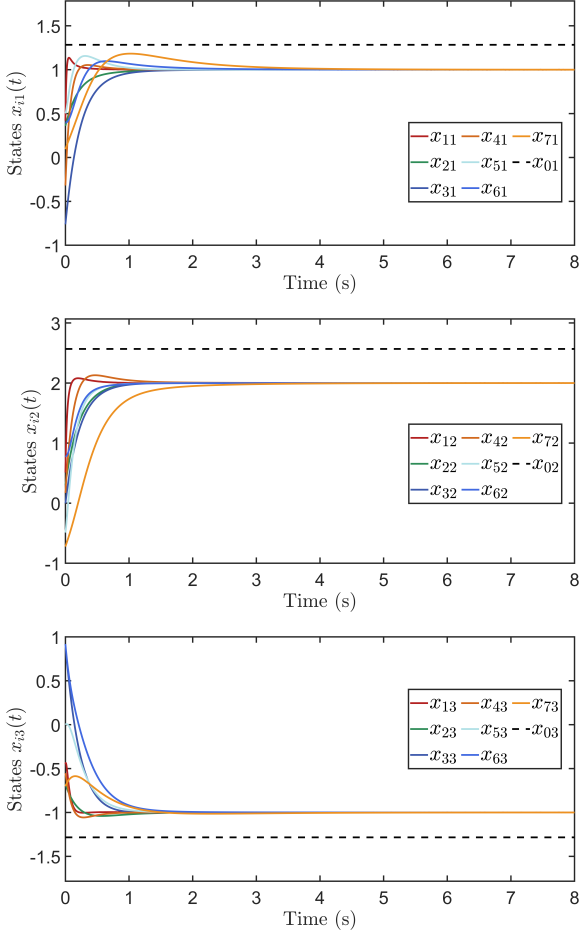 States x_{i1}(t)
1.5
1
0.5
0
-0.5
-1
x_{11} x_{41} x_{71}
x_{21} x_{51} x_{01}
x_{31} x_{61}
0 1 2 3 4 5 6 7 8
Time (s)
States x_{i2}(t)
3
2
1
0
-1
x_{12} x_{42} x_{72}
x_{22} x_{52} x_{02}
x_{32} x_{62}
0 1 2 3 4 5 6 7 8
Time (s)
States x_{i3}(t)
1
0.5
0
-0.5
-1
-1.5
x_{13} x_{43} x_{73}
x_{23} x_{53} x_{03}
x_{33} x_{63}
0 1 2 3 4 5 6 7 8
Time (s)